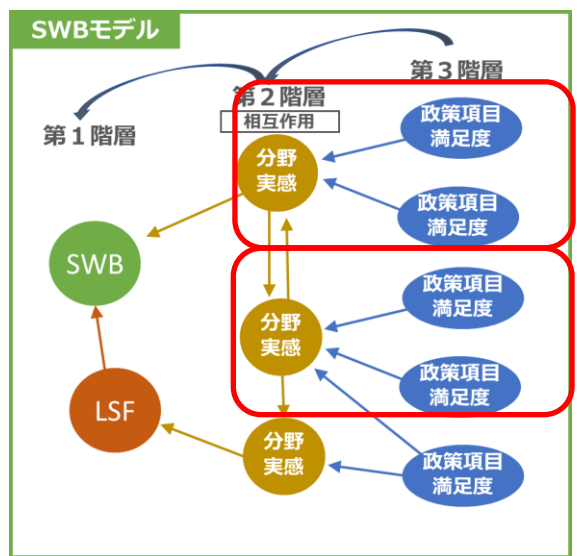 SWBモデル
第3階層
第2階層
相互作用
第1階層
政策項目
満足度
分野
実感
政策項目
満足度
SWB
政策項目
満足度
分野
実感
政策項目
満足度
LSF
分野
実感
政策項目
満足度